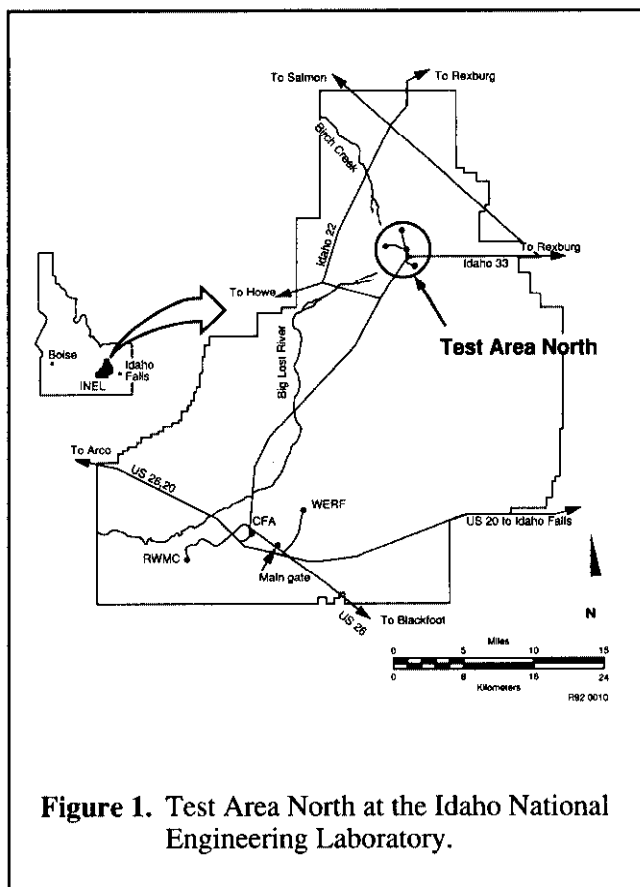 To Salmon
To Rexburg
Birch Creek
Idaho 22
To Rexburg
Idaho 33
To Howe
Test Area North
Boise
Idaho
Falls
INEL
Big Lost River
To Arco
US 26,20
WERF
CFA
US 20 to Idaho Falls
RWMC
Main gate
To Blackfoot
US 26
N
Miles
0 5 10 15
0 8 16 24
Kilometers
R92 0010
Figure 1. Test Area North at the Idaho National
Engineering Laboratory.